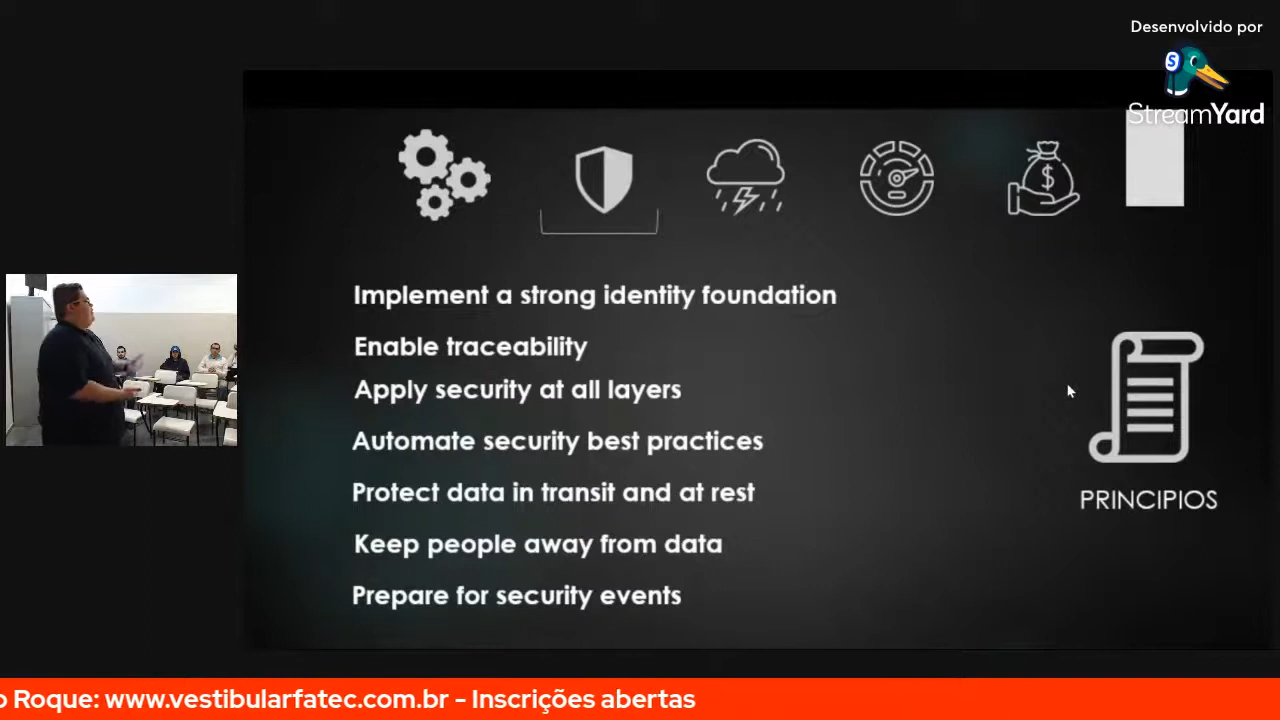 Desenvolvido por
StreamYard
Implement a strong identity foundation
Enable traceability
Apply security at all layers
Automate security best practices
Protect data in transit and at rest
Keep people away from data
Prepare for security events
PRINCIPIOS
o Roque: www.vestibularfatec.com.br - Inscrições abertas